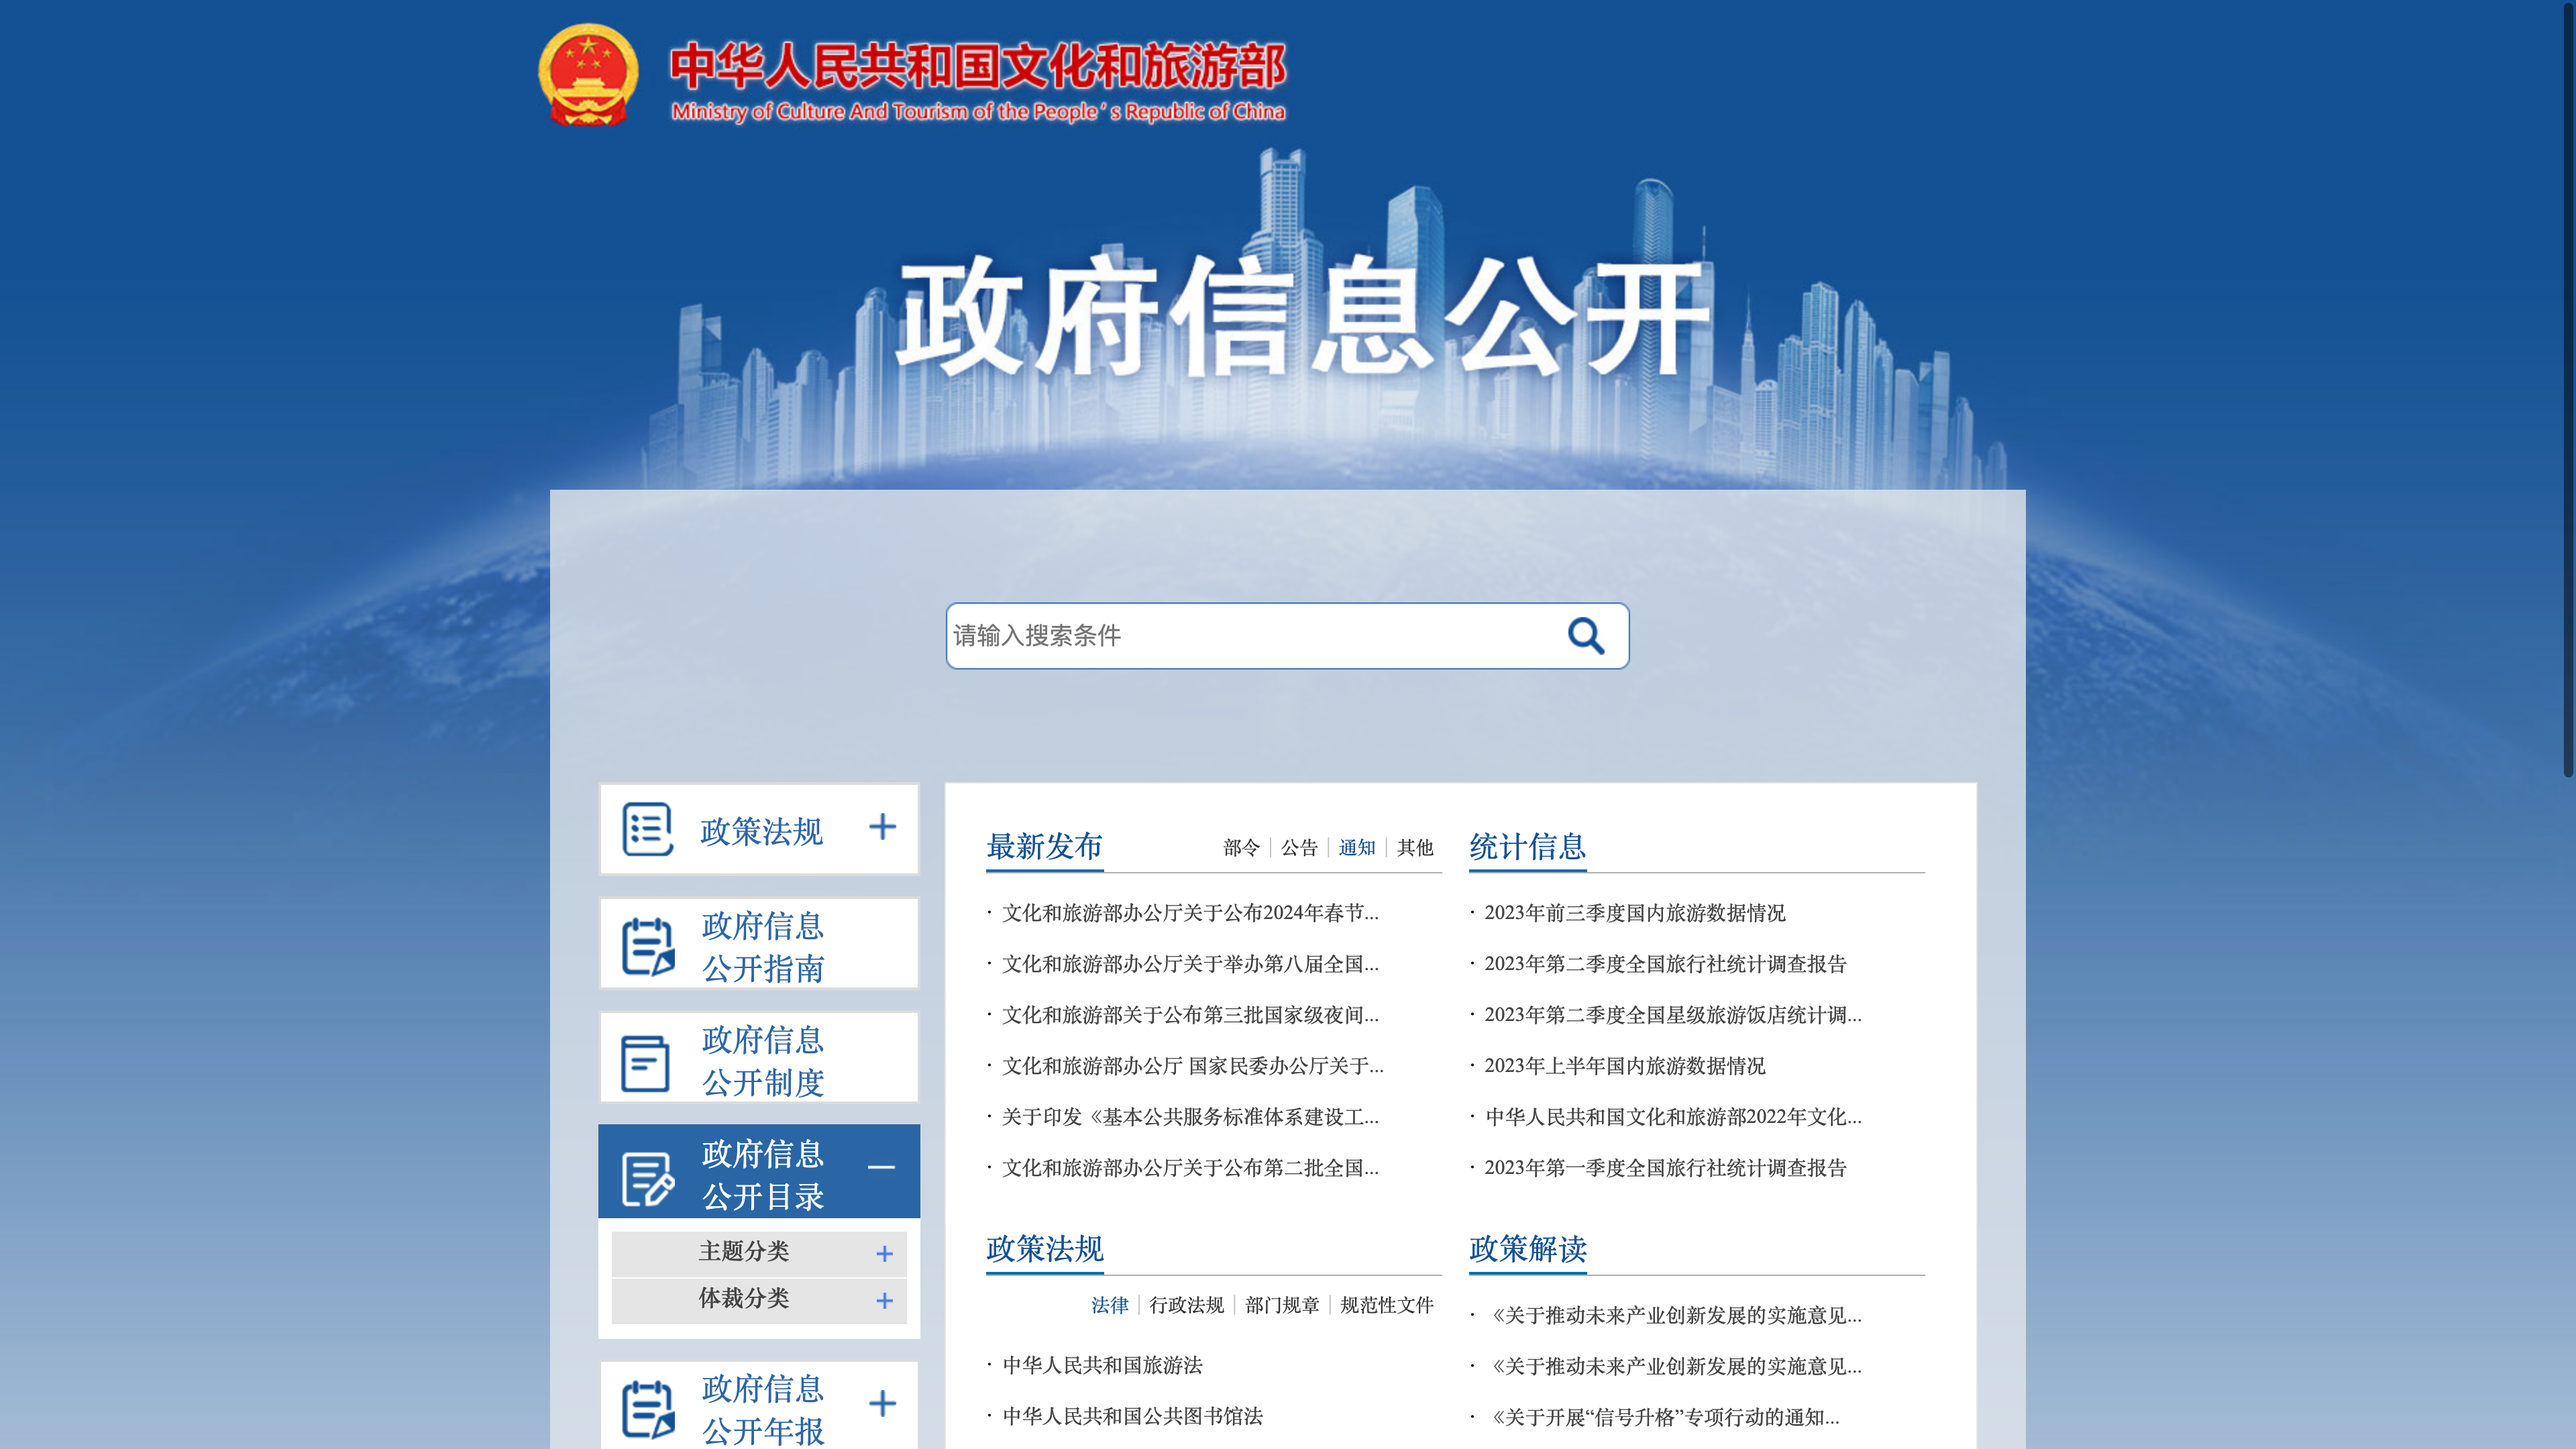 中华人民共和国文化和旅游部
Ministry of Culture And Tourism of the People's Republic of China
政府信息公开
请输入搜索条件
政策法规
政府信息
公开指南
政府信息
公开制度
政府信息
公开目录
主题分类
体裁分类
政府信息
公开年报
最新发布 部令 公告 通知 其他
· 文化和旅游部办公厅关于公布2024年春节...
· 文化和旅游部办公厅关于举办第八届全国...
· 文化和旅游部关于公布第三批国家级夜间...
· 文化和旅游部办公厅 国家民委办公厅关于...
· 关于印发《基本公共服务标准体系建设工...
· 文化和旅游部办公厅关于公布第二批全国...
统计信息
· 2023年前三季度国内旅游数据情况
· 2023年第二季度全国旅行社统计调查报告
· 2023年第二季度全国星级旅游饭店统计调...
· 2023年上半年国内旅游数据情况
· 中华人民共和国文化和旅游部2022年文化...
· 2023年第一季度全国旅行社统计调查报告
政策法规
法律 行政法规 部门规章 规范性文件
· 中华人民共和国旅游法
· 中华人民共和国公共图书馆法
政策解读
· 《关于推动未来产业创新发展的实施意见...
· 《关于推动未来产业创新发展的实施意见...
· 《关于开展“信号升格”专项行动的通知...